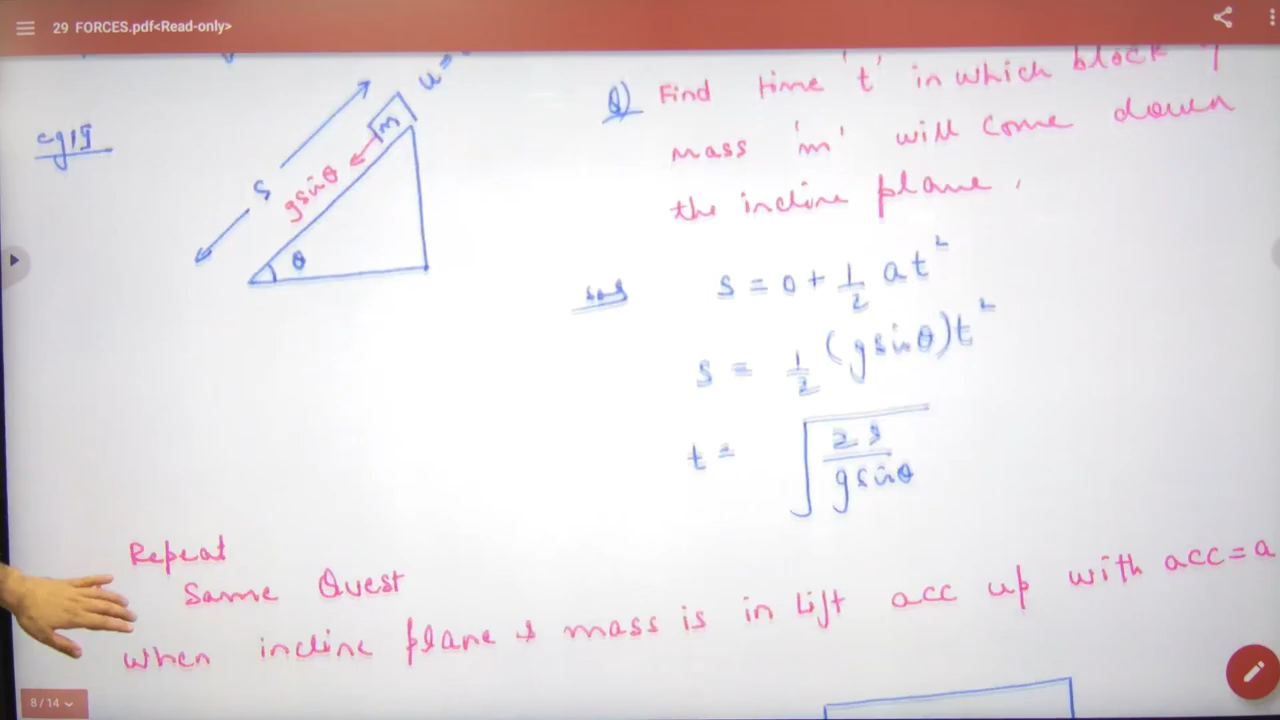 29 FORCES.pdf<Read-only>
eg19
u =
m
S
g sinθ
θ
Q) Find time 't' in which block of
mass 'm' will come down
the incline plane.
Sol
s = 0 + 1/2 at²
s = 1/2 (g sinθ)t²
t = √(2s / g sinθ)
Repeat
Same Quest
When incline plane & mass is in Lift acc up with acc = a
8 / 14